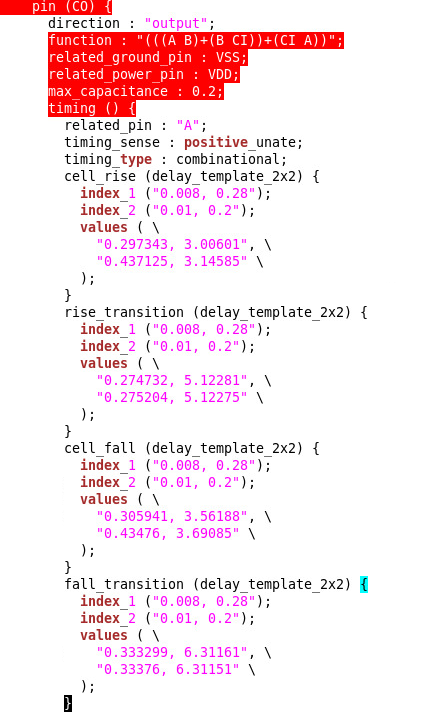 pin (CO) {
direction : "output";
function : "(((A B)+(B CI))+(CI A))";
related_ground_pin : VSS;
related_power_pin : VDD;
max_capacitance : 0.2;
timing () {
related_pin : "A";
timing_sense : positive_unate;
timing_type : combinational;
cell_rise (delay_template_2x2) {
index_1 ("0.008, 0.28");
index_2 ("0.01, 0.2");
values ( \
"0.297343, 3.00601", \
"0.437125, 3.14585" \
);
}
rise_transition (delay_template_2x2) {
index_1 ("0.008, 0.28");
index_2 ("0.01, 0.2");
values ( \
"0.274732, 5.12281", \
"0.275204, 5.12275" \
);
}
cell_fall (delay_template_2x2) {
index_1 ("0.008, 0.28");
index_2 ("0.01, 0.2");
values ( \
"0.305941, 3.56188", \
"0.43476, 3.69085" \
);
}
fall_transition (delay_template_2x2) {
index_1 ("0.008, 0.28");
index_2 ("0.01, 0.2");
values ( \
"0.333299, 6.31161", \
"0.33376, 6.31151" \
);
}